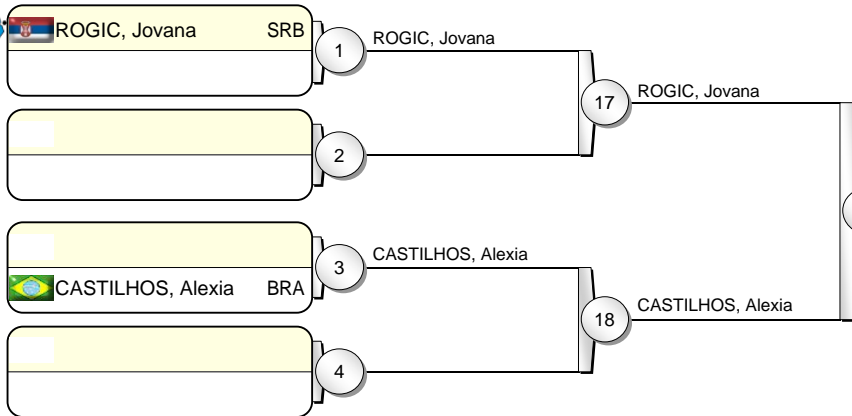 ROGIC, Jovana SRB
1
ROGIC, Jovana
17
ROGIC, Jovana
2
3
CASTILHOS, Alexia
CASTILHOS, Alexia BRA
18
CASTILHOS, Alexia
4